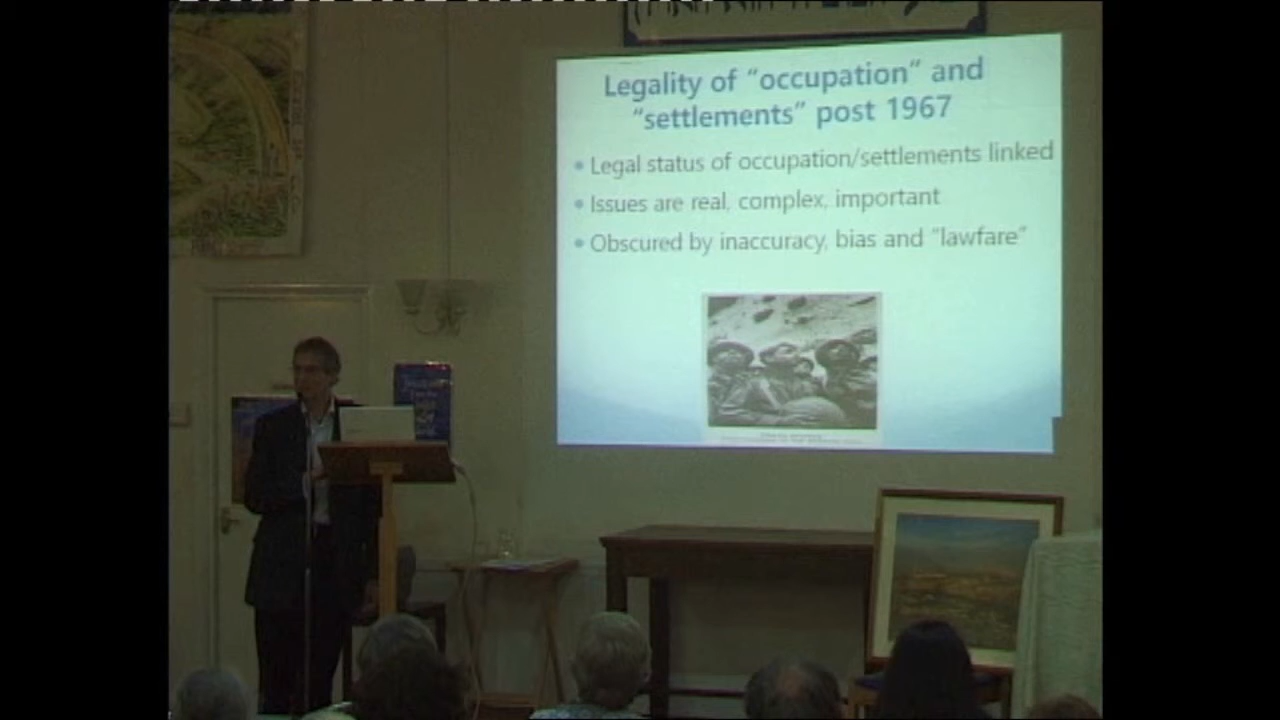 Legality of “occupation” and
“settlements” post 1967
• Legal status of occupation/settlements linked
• Issues are real, complex, important
• Obscured by inaccuracy, bias and “lawfare”